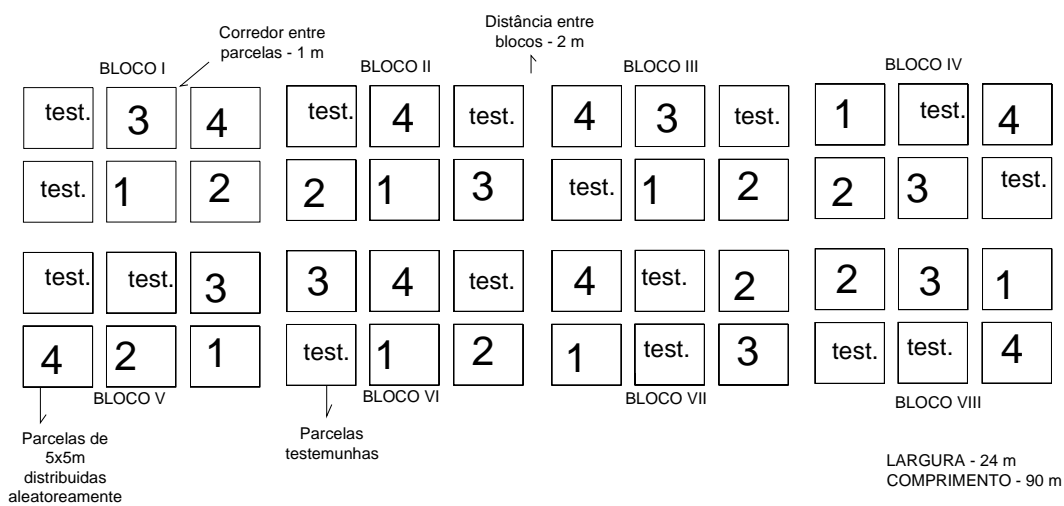 Corredor entre
parcelas - 1 m
Distância entre
blocos - 2 m
BLOCO I
BLOCO II
BLOCO III
BLOCO IV
test. 3 4
test. 4 test.
4 3 test.
1 test. 4
test. 1 2
2 1 3
test. 1 2
2 3 test.
test. test. 3
3 4 test.
4 test. 2
2 3 1
4 2 1
test. 1 2
1 test. 3
test. test. 4
BLOCO V
BLOCO VI
BLOCO VII
BLOCO VIII
Parcelas de
5x5m
distribuidas
aleatoreamente
Parcelas
testemunhas
LARGURA - 24 m
COMPRIMENTO - 90 m